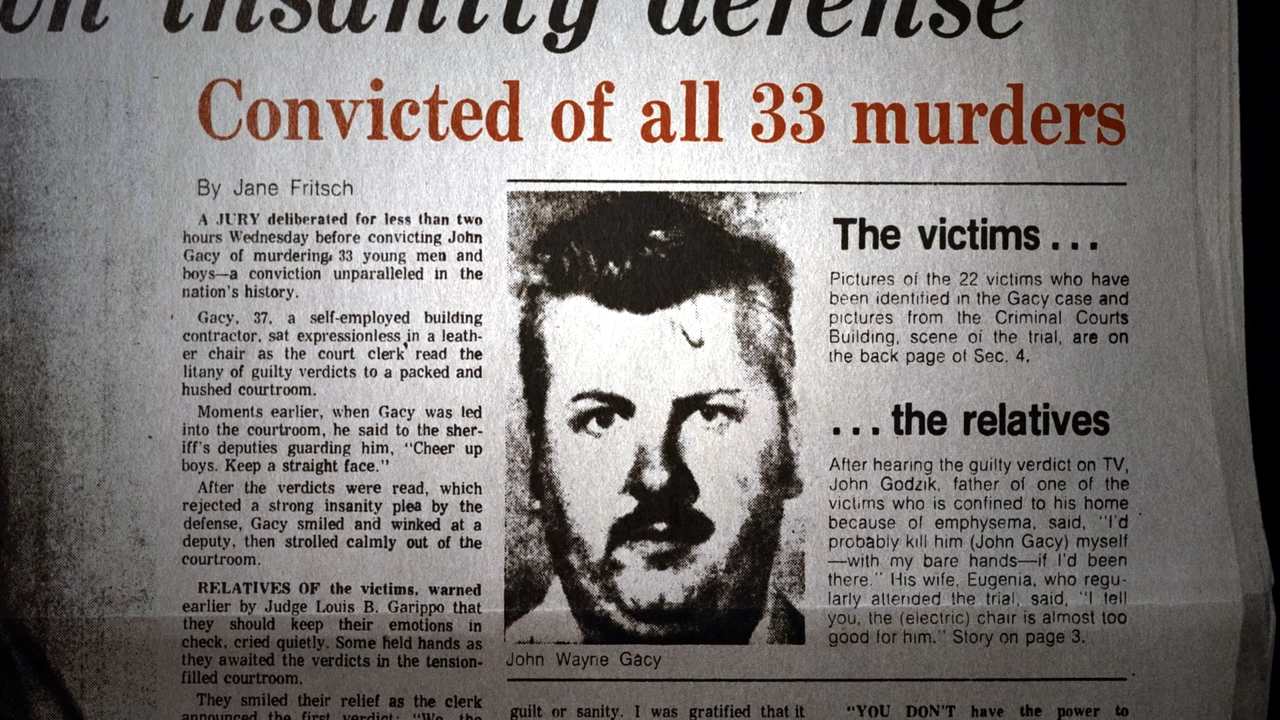 on insanity defense
Convicted of all 33 murders
By Jane Fritsch
A JURY deliberated for less than two
hours Wednesday before convicting John
Gacy of murdering 33 young men and
boys—a conviction unparalleled in the
nation's history.
Gacy, 37, a self-employed building
contractor, sat expressionless in a leath-
er chair as the court clerk read the
litany of guilty verdicts to a packed and
hushed courtroom.
Moments earlier, when Gacy was led
into the courtroom, he said to the sher-
iff's deputies guarding him, "Cheer up
boys. Keep a straight face."
After the verdicts were read, which
rejected a strong insanity plea by the
defense, Gacy smiled and winked at a
deputy, then strolled calmly out of the
courtroom.
RELATIVES OF the victims, warned
earlier by Judge Louis B. Garippo that
they should keep their emotions in
check, cried quietly. Some held hands as
they awaited the verdicts in the tension-
filled courtroom.
They smiled their relief as the clerk
announced the first verdict: "We, the
John Wayne Gacy
guilt or sanity. I was gratified that it
The victims...
Pictures of the 22 victims who have
been identified in the Gacy case and
pictures from the Criminal Courts
Building, scene of the trial, are on
the back page of Sec. 4.
...the relatives
After hearing the guilty verdict on TV,
John Godzik, father of one of the
victims who is confined to his home
because of emphysema, said, "I'd
probably kill him (John Gacy) myself
—with my bare hands—if I'd been
there." His wife, Eugenia, who regu-
larly attended the trial, said, "I tell
you, the (electric) chair is almost too
good for him." Story on page 3.
"YOU DON'T have the power to